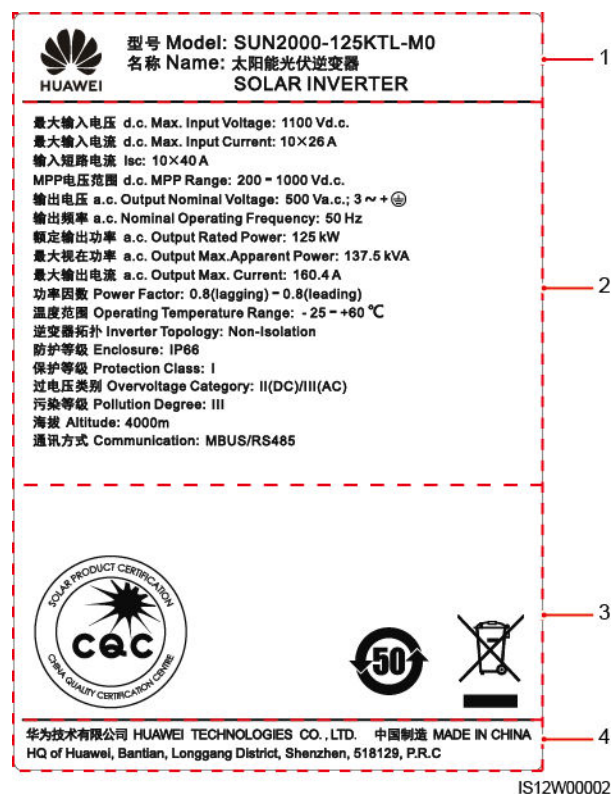 HUAWEI
型号 Model: SUN2000-125KTL-M0
名称 Name: 太阳能光伏逆变器
SOLAR INVERTER
1
最大输入电压 d.c. Max. Input Voltage: 1100 Vd.c.
最大输入电流 d.c. Max. Input Current: 10×26 A
输入短路电流 Isc: 10×40 A
MPP电压范围 d.c. MPP Range: 200 - 1000 Vd.c.
输出电压 a.c. Output Nominal Voltage: 500 Va.c.; 3 ~ + ⏚
输出频率 a.c. Nominal Operating Frequency: 50 Hz
额定输出功率 a.c. Output Rated Power: 125 kW
最大视在功率 a.c. Output Max.Apparent Power: 137.5 kVA
最大输出电流 a.c. Output Max. Current: 160.4 A
功率因数 Power Factor: 0.8(lagging) - 0.8(leading)
温度范围 Operating Temperature Range: - 25 - +60 ℃
逆变器拓扑 Inverter Topology: Non-Isolation
防护等级 Enclosure: IP66
保护等级 Protection Class: I
过电压类别 Overvoltage Category: II(DC)/III(AC)
污染等级 Pollution Degree: III
海拔 Altitude: 4000m
通讯方式 Communication: MBUS/RS485
2
SOLAR PRODUCT CERTIFICATION
CQC
CHINA QUALITY CERTIFICATION CENTRE
50
3
华为技术有限公司 HUAWEI TECHNOLOGIES CO., LTD. 中国制造 MADE IN CHINA
HQ of Huawei, Bantian, Longgang District, Shenzhen, 518129, P.R.C
4
IS12W00002